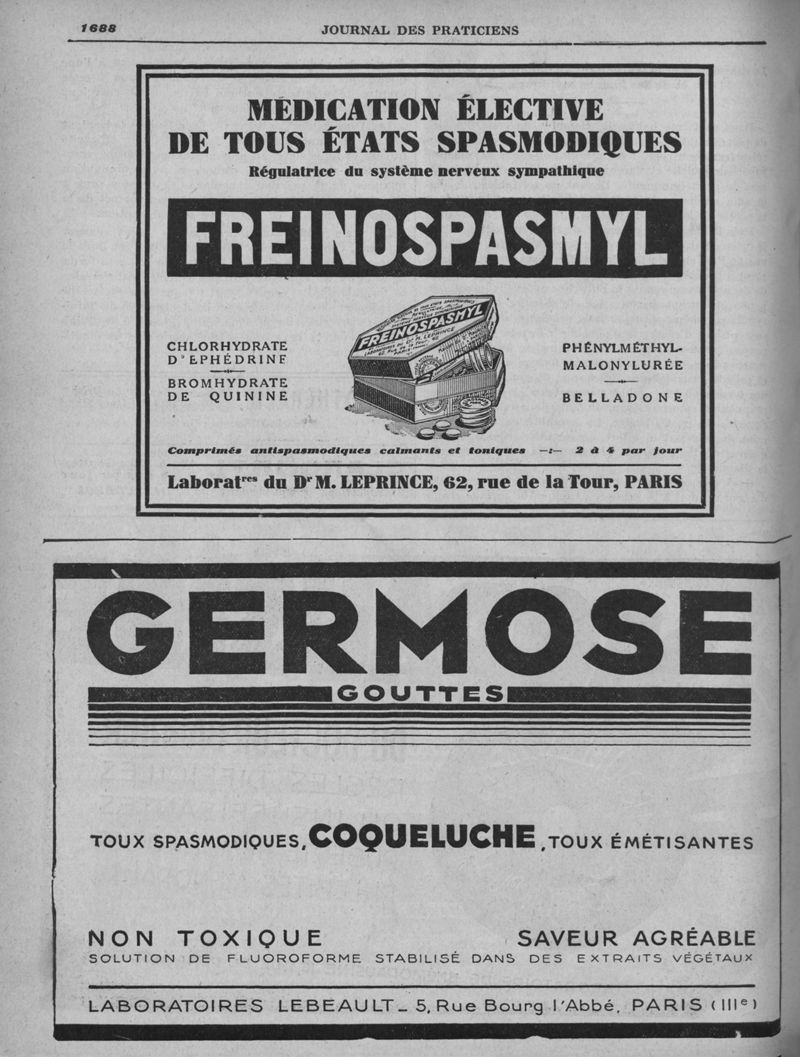 1688
JOURNAL DES PRATICIENS
MÉDICATION ÉLECTIVE
DE TOUS ÉTATS SPASMODIQUES
Régulatrice du système nerveux sympathique
FREINOSPASMYL
CHLORHYDRATE
D'EPHÉDRINE
BROMHYDRATE
DE QUININE
FREINOSPASMYL
Dr M. LEPRINCE
PHÉNYLMÉTHYL-
MALONYLURÉE
BELLADONE
Comprimés antispasmodiques calmants et toniques —:— 2 à 4 par jour
Laboratres du Dr M. LEPRINCE, 62, rue de la Tour, PARIS
GERMOSE
GOUTTES
TOUX SPASMODIQUES, COQUELUCHE, TOUX ÉMÉTISANTES
NON TOXIQUE SAVEUR AGRÉABLE
SOLUTION DE FLUOROFORME STABILISÉ DANS DES EXTRAITS VÉGÉTAUX
LABORATOIRES LEBEAULT_5, Rue Bourg l'Abbé, PARIS (IIIe)